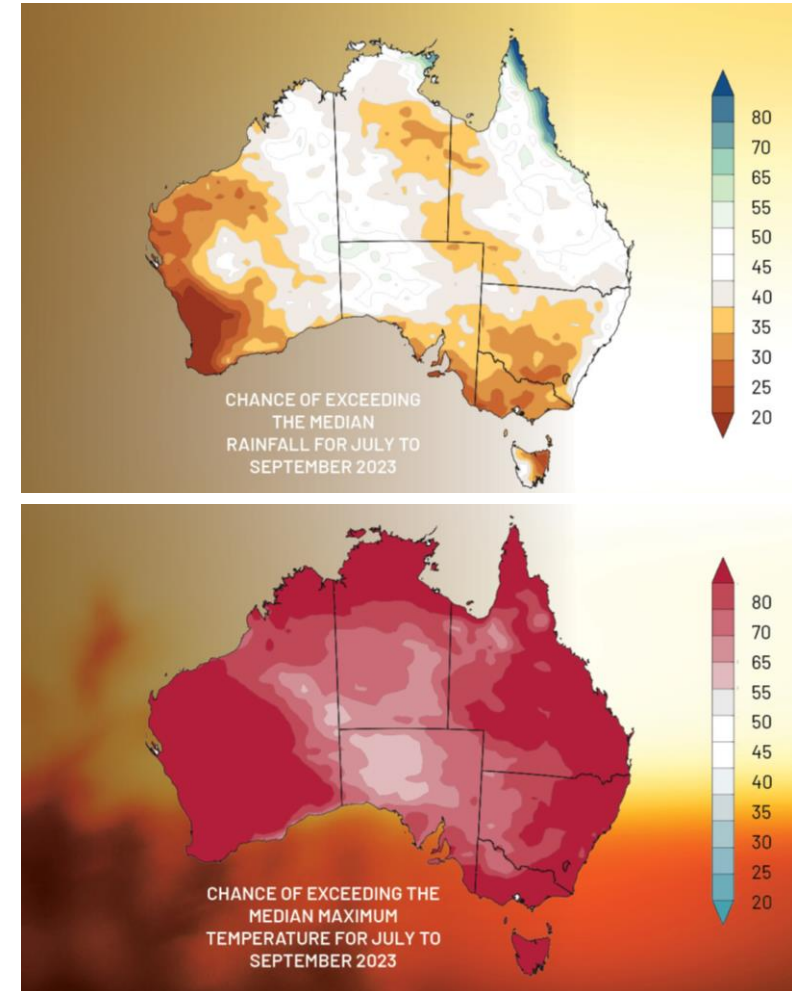 80
70
65
55
50
45
40
35
30
25
20
CHANCE OF EXCEEDING
THE MEDIAN
RAINFALL FOR JULY TO
SEPTEMBER 2023
80
70
65
55
50
45
40
35
30
25
20
CHANCE OF EXCEEDING THE
MEDIAN MAXIMUM
TEMPERATURE FOR JULY TO
SEPTEMBER 2023